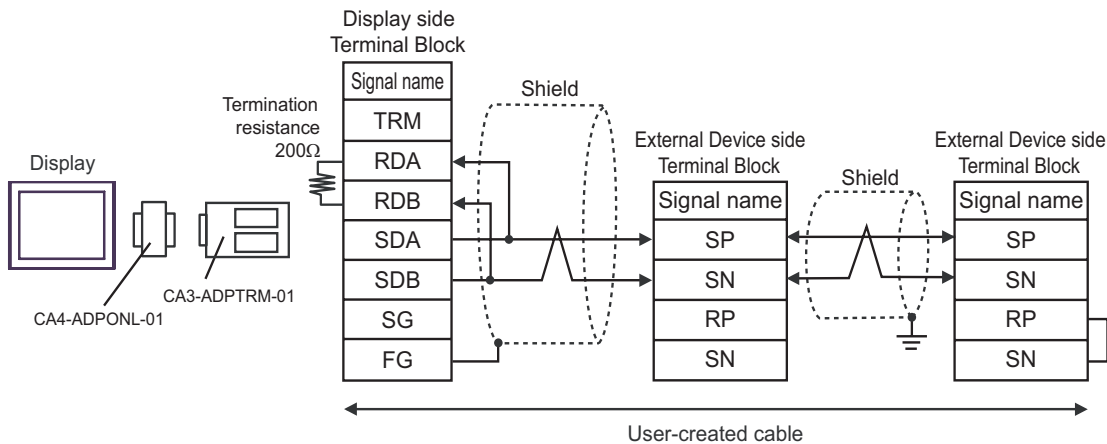 Display
CA4-ADPONL-01
CA3-ADPTRM-01
Termination
resistance
200Ω
Display side
Terminal Block
Signal name
TRM
RDA
RDB
SDA
SDB
SG
FG
Shield
External Device side
Terminal Block
Signal name
SP
SN
RP
SN
Shield
External Device side
Terminal Block
Signal name
SP
SN
RP
SN
User-created cable